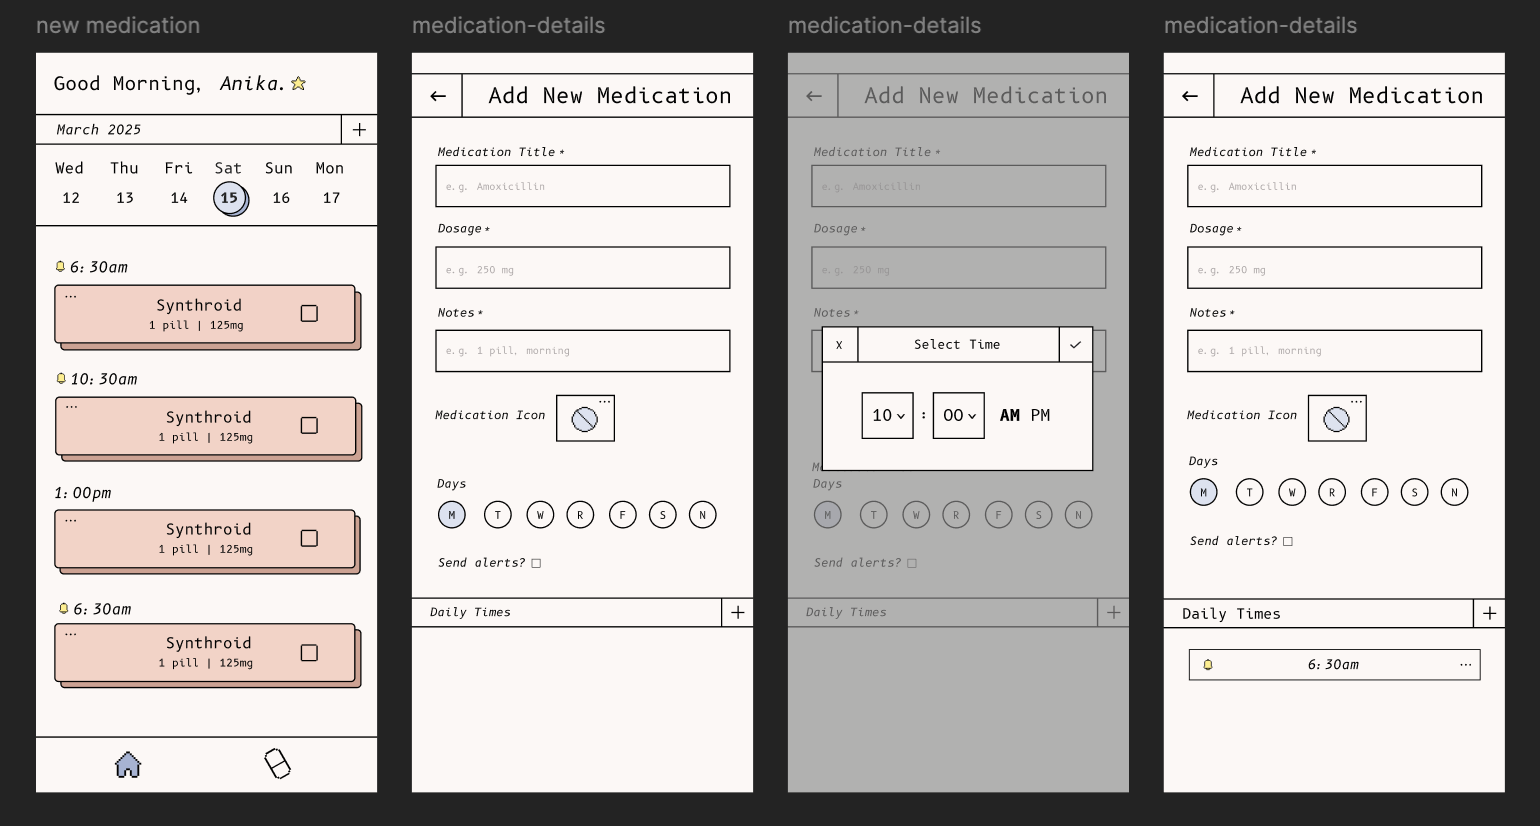 new medication
Good Morning, Anika.
March 2025 +
Wed Thu Fri Sat Sun Mon
12 13 14 15 16 17
6:30am
...
Synthroid
1 pill | 125mg
10:30am
...
Synthroid
1 pill | 125mg
1:00pm
...
Synthroid
1 pill | 125mg
6:30am
...
Synthroid
1 pill | 125mg
medication-details
← Add New Medication
Medication Title*
e.g. Amoxicillin
Dosage*
e.g. 250 mg
Notes*
e.g. 1 pill, morning
Medication Icon ...
Days
M T W R F S N
Send alerts?
Daily Times +
medication-details
← Add New Medication
Medication Title*
e.g. Amoxicillin
Dosage*
e.g. 250 mg
Notes*
X Select Time ✓
10 : 00 AM PM
Days
M T W R F S N
Send alerts?
Daily Times +
medication-details
← Add New Medication
Medication Title*
e.g. Amoxicillin
Dosage*
e.g. 250 mg
Notes*
e.g. 1 pill, morning
Medication Icon ...
Days
M T W R F S N
Send alerts?
Daily Times +
6:30am ...